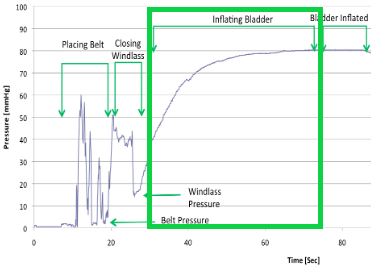 100
90
80
70
60
50
40
30
20
10
0
Pressure [mmHg]
Placing Belt
Closing
Windlass
Inflating Bladder
Bladder Inflated
Windlass
Pressure
Belt Pressure
0
20
40
60
80
Time [Sec]